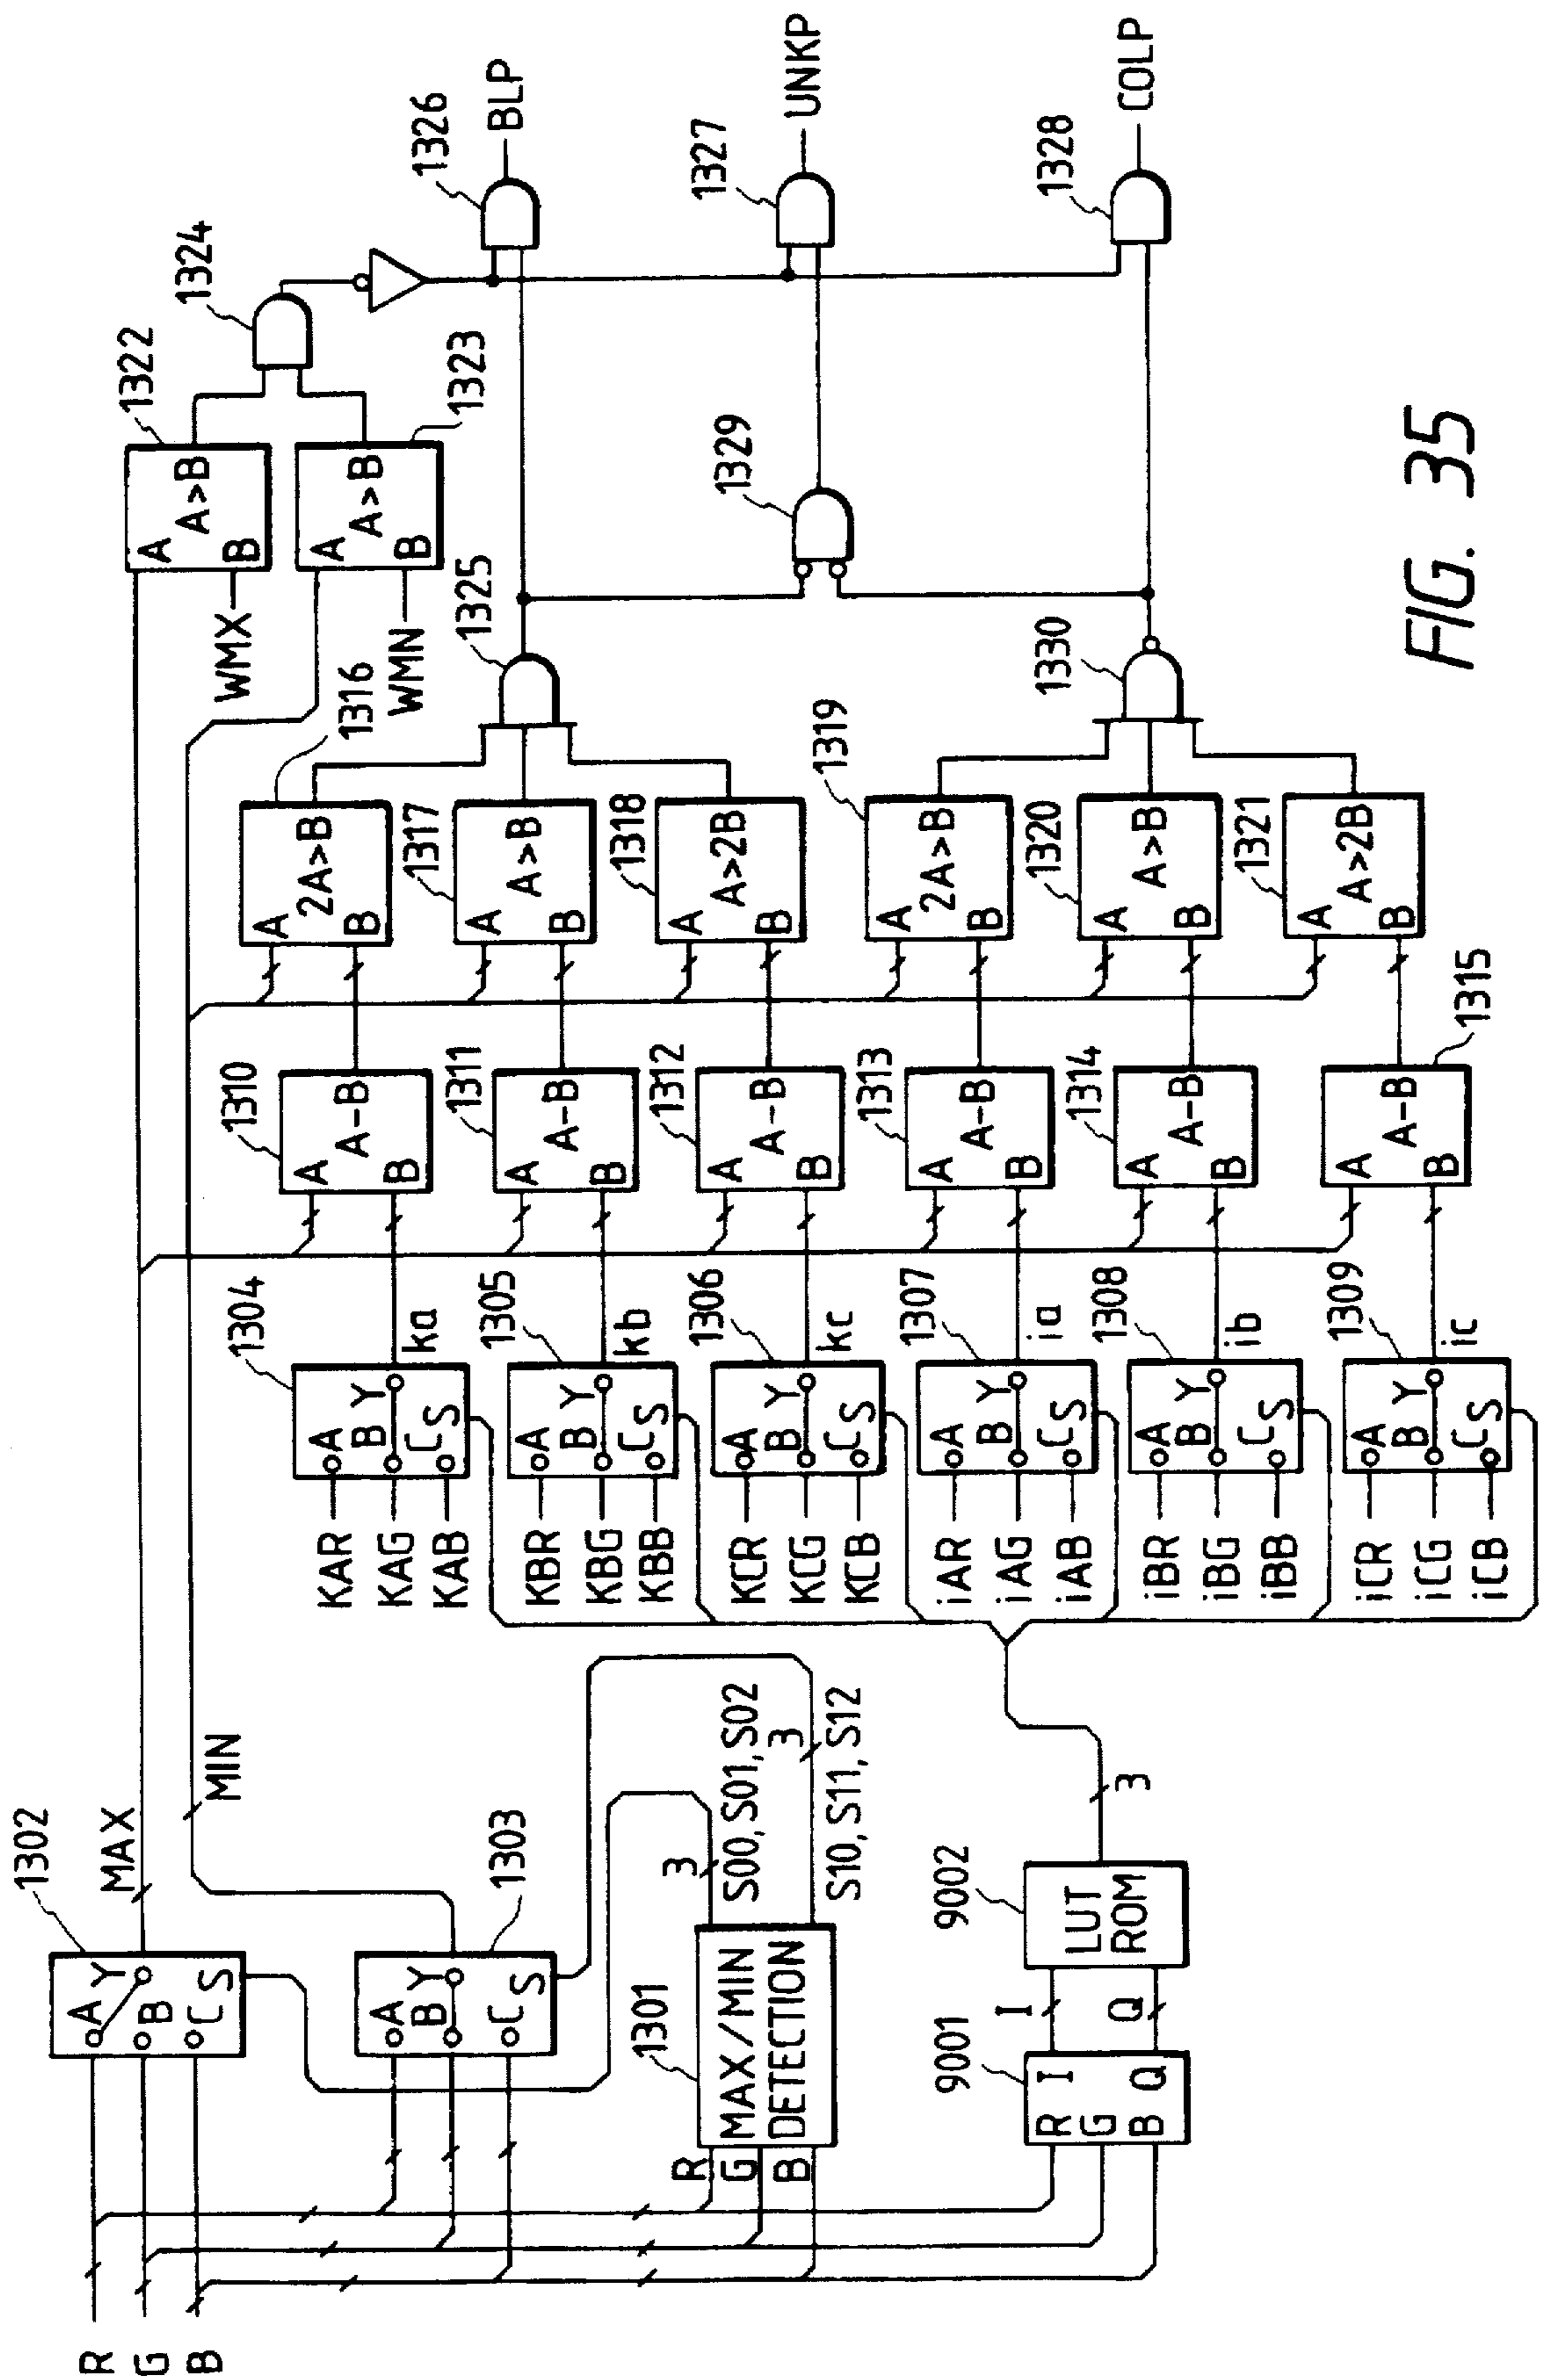 R
G
B
1302
A
B
C
Y
S
MAX
MIN
1303
A
B
C
Y
S
1301
R
G
B
MAX/MIN
DETECTION
3
S00, S01, S02
3
S10, S11, S12
9001
R
G
B
I
Q
I
Q
9002
LUT
ROM
3
KAR
KAG
KAB
1304
A
B
C
Y
S
ka
KBR
KBG
KBB
1305
A
B
C
Y
S
kb
KCR
KCG
KCB
1306
A
B
C
Y
S
kc
iAR
iAG
iAB
1307
A
B
C
Y
S
ia
iBR
iBG
iBB
1308
A
B
C
Y
S
ib
iCR
iCG
iCB
1309
A
B
C
Y
S
ic
1310
A
B
A-B
1311
A
B
A-B
1312
A
B
A-B
1313
A
B
A-B
1314
A
B
A-B
1315
A
B
A-B
1316
A
B
2A>B
1317
A
B
A>B
1318
A
B
A>2B
1319
A
B
2A>B
1320
A
B
A>B
1321
A
B
A>2B
WMX
1322
A
B
A>B
WMN
1323
A
B
A>B
1324
1325
1330
1329
1326
BLP
1327
UNKP
1328
COLP
FIG. 35